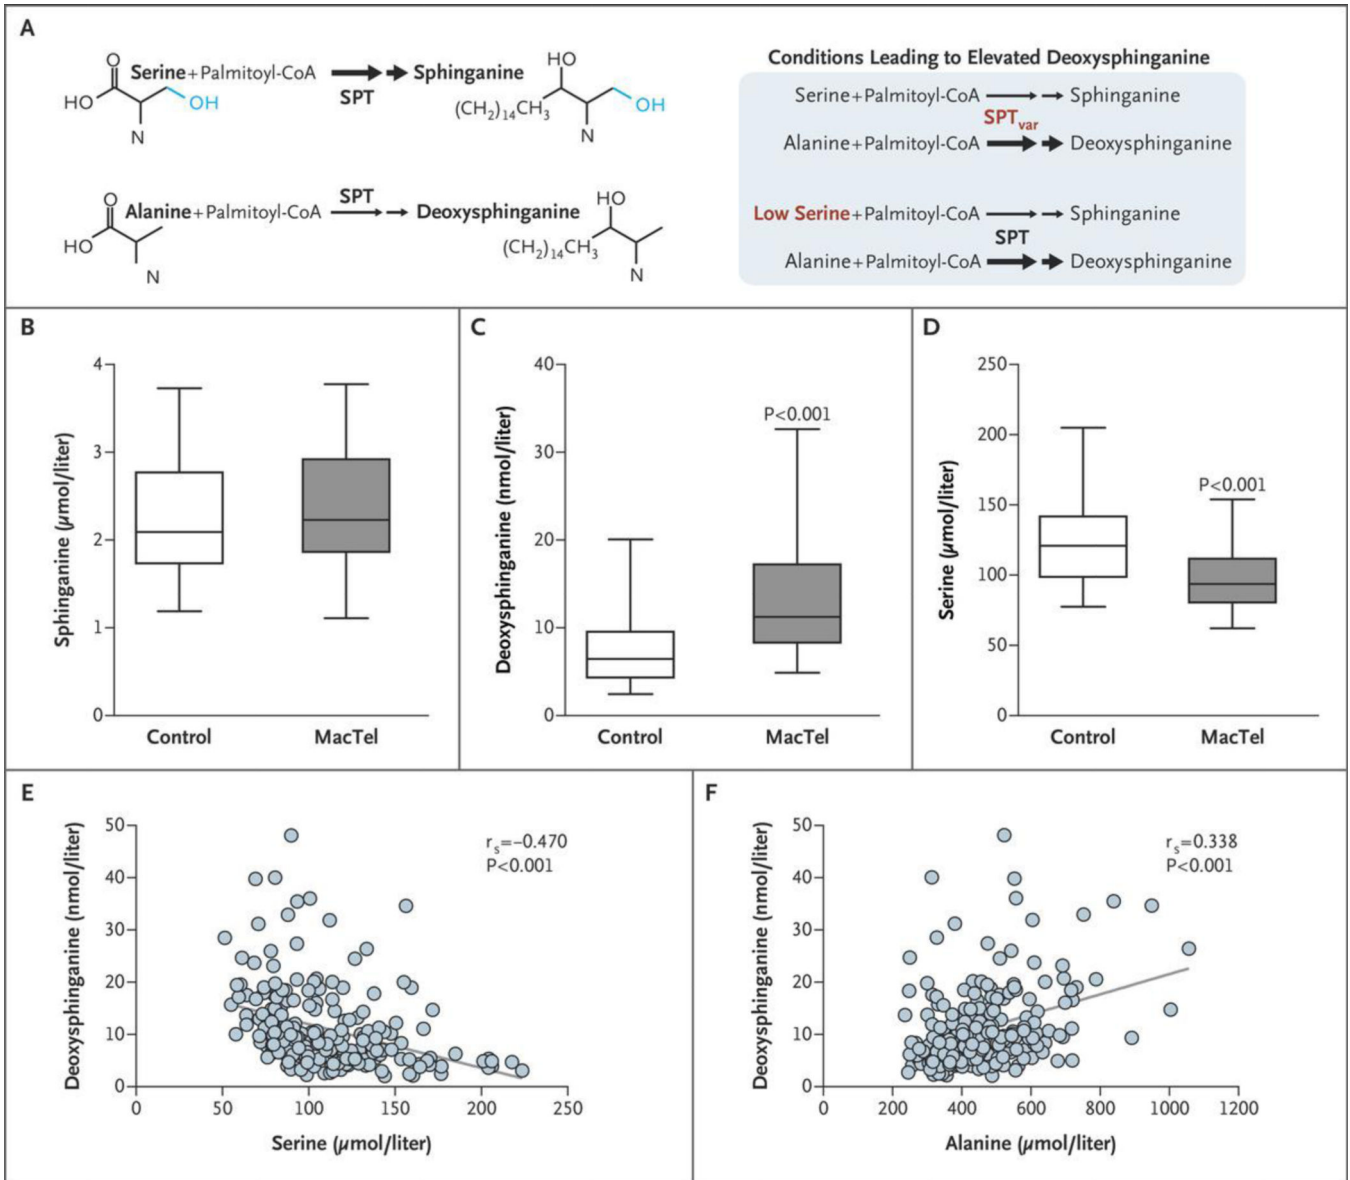 A
O
Serine+Palmitoyl-CoA
SPT
Sphinganine
HO
OH
N
HO
(CH2)14CH3
OH
N
O
Alanine+Palmitoyl-CoA
SPT
Deoxysphinganine
HO
N
HO
(CH2)14CH3
N
Conditions Leading to Elevated Deoxysphinganine
Serine+Palmitoyl-CoA Sphinganine
SPTvar
Alanine+Palmitoyl-CoA Deoxysphinganine
Low Serine+Palmitoyl-CoA Sphinganine
SPT
Alanine+Palmitoyl-CoA Deoxysphinganine
B
Sphinganine (µmol/liter)
4
3
2
1
0
Control MacTel
C
Deoxysphinganine (nmol/liter)
40
30
20
10
0
P<0.001
Control MacTel
D
Serine (µmol/liter)
250
200
150
100
50
0
P<0.001
Control MacTel
E
Deoxysphinganine (nmol/liter)
50
40
30
20
10
0
rs=−0.470
P<0.001
0 50 100 150 200 250
Serine (µmol/liter)
F
Deoxysphinganine (nmol/liter)
50
40
30
20
10
0
rs=0.338
P<0.001
0 200 400 600 800 1000 1200
Alanine (µmol/liter)